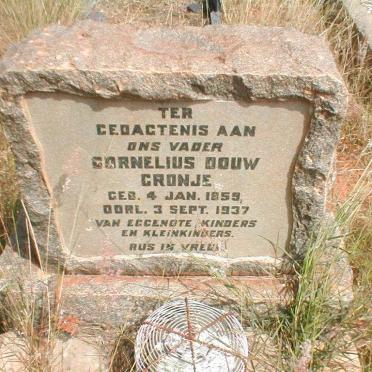 TER
GEDAGTENIS AAN
ONS VADER
CORNELIUS DOUW
CRONJE
GEB. 4 JAN. 1859,
OORL. 3 SEPT. 1937
VAN EGGENOTE, KINDERS
EN KLEINKINDERS.
RUS IN VREDE